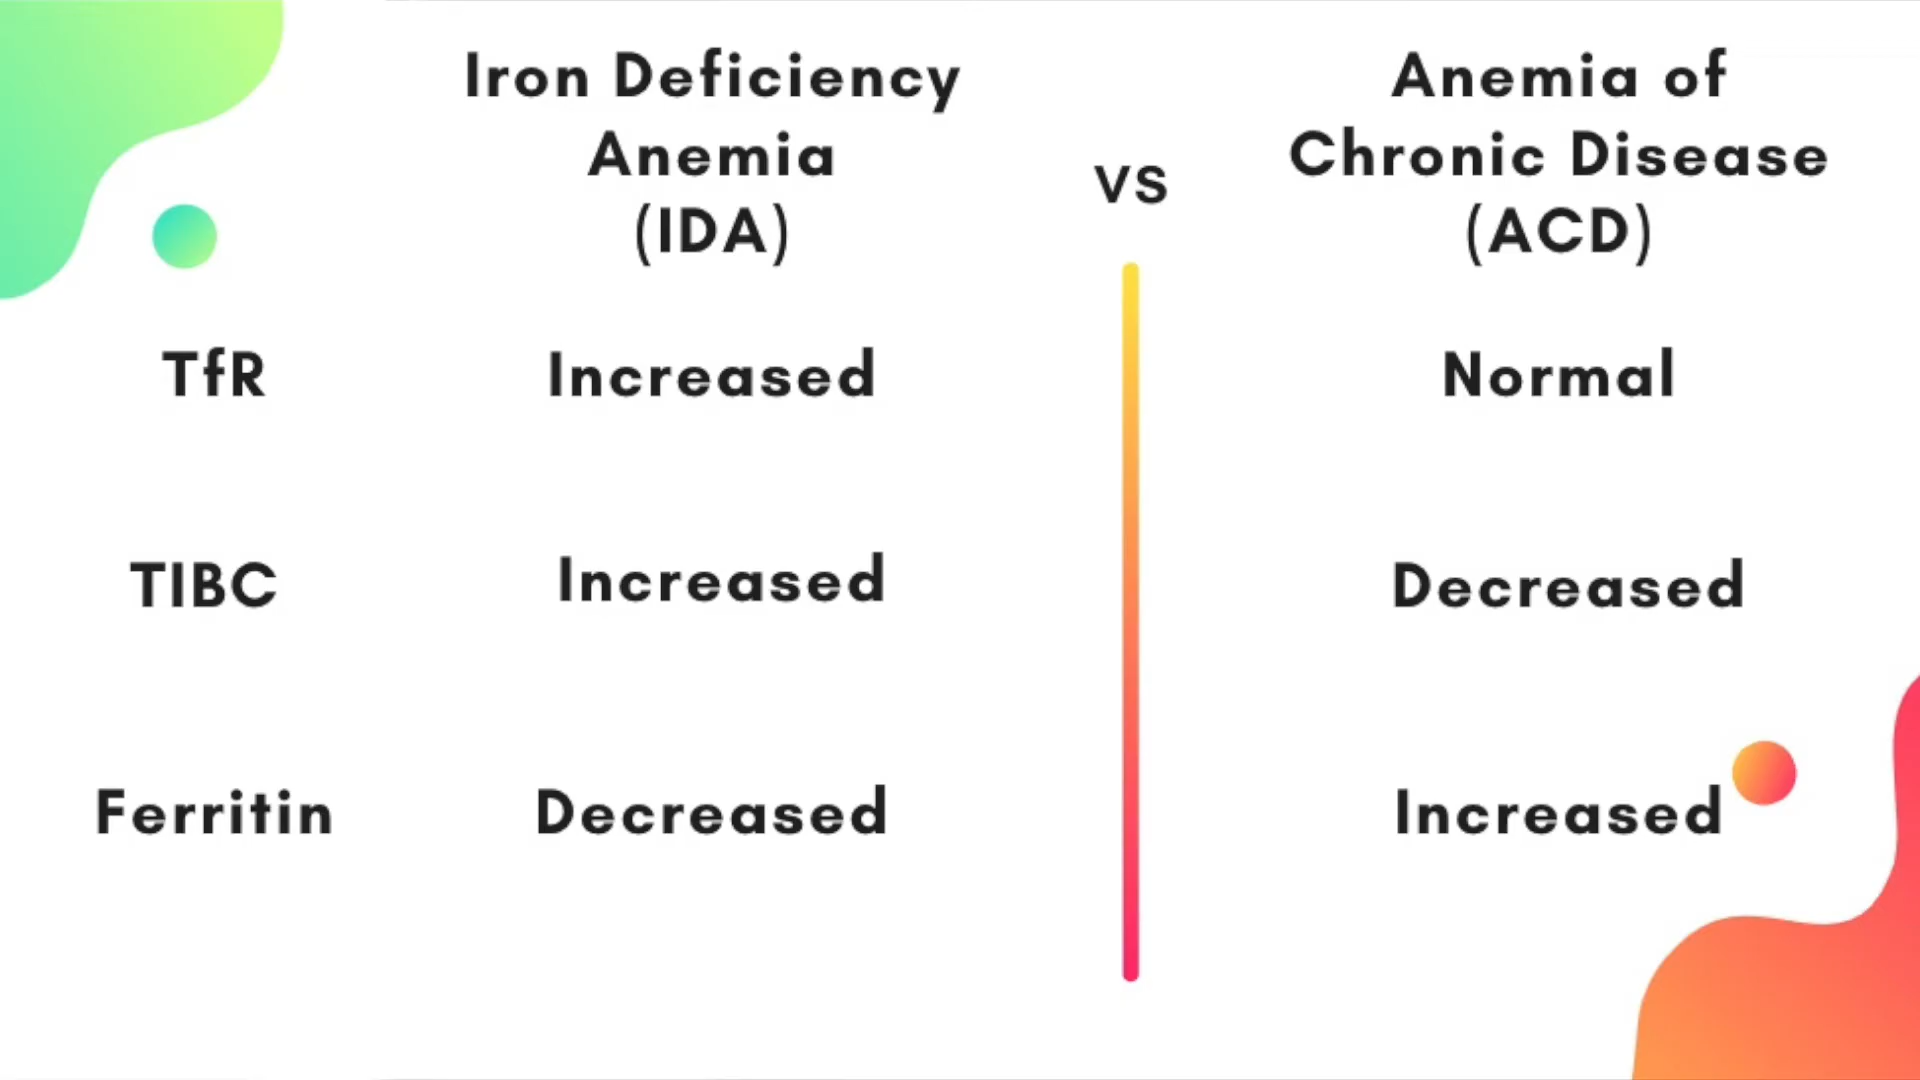 Iron Deficiency
Anemia
(IDA)
vs
Anemia of
Chronic Disease
(ACD)
TfR Increased Normal
TIBC Increased Decreased
Ferritin Decreased Increased